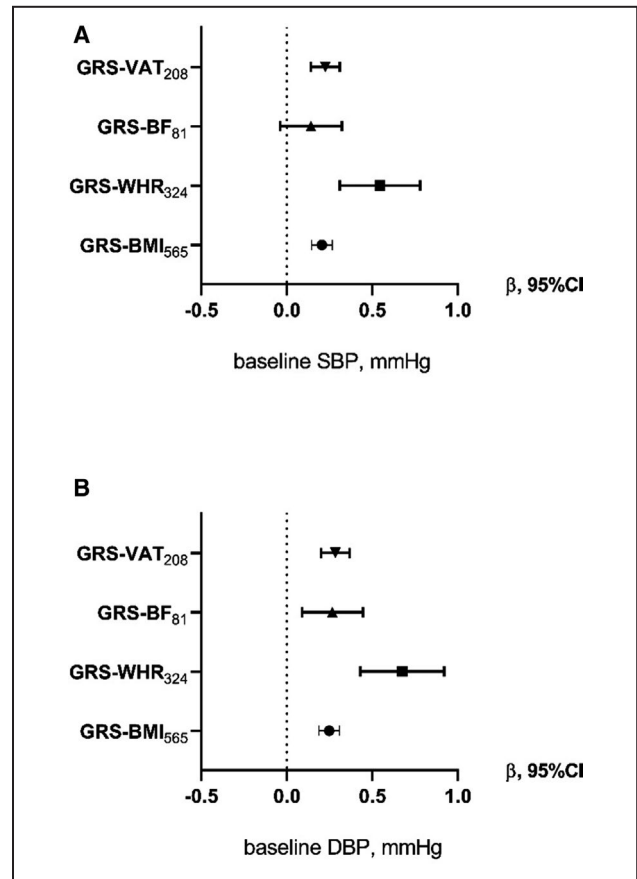 A
GRS-VAT₂₀₈
GRS-BF₈₁
GRS-WHR₃₂₄
GRS-BMI₅₆₅
-0.5 0.0 0.5 1.0 β, 95%CI
baseline SBP, mmHg
B
GRS-VAT₂₀₈
GRS-BF₈₁
GRS-WHR₃₂₄
GRS-BMI₅₆₅
-0.5 0.0 0.5 1.0 β, 95%CI
baseline DBP, mmHg